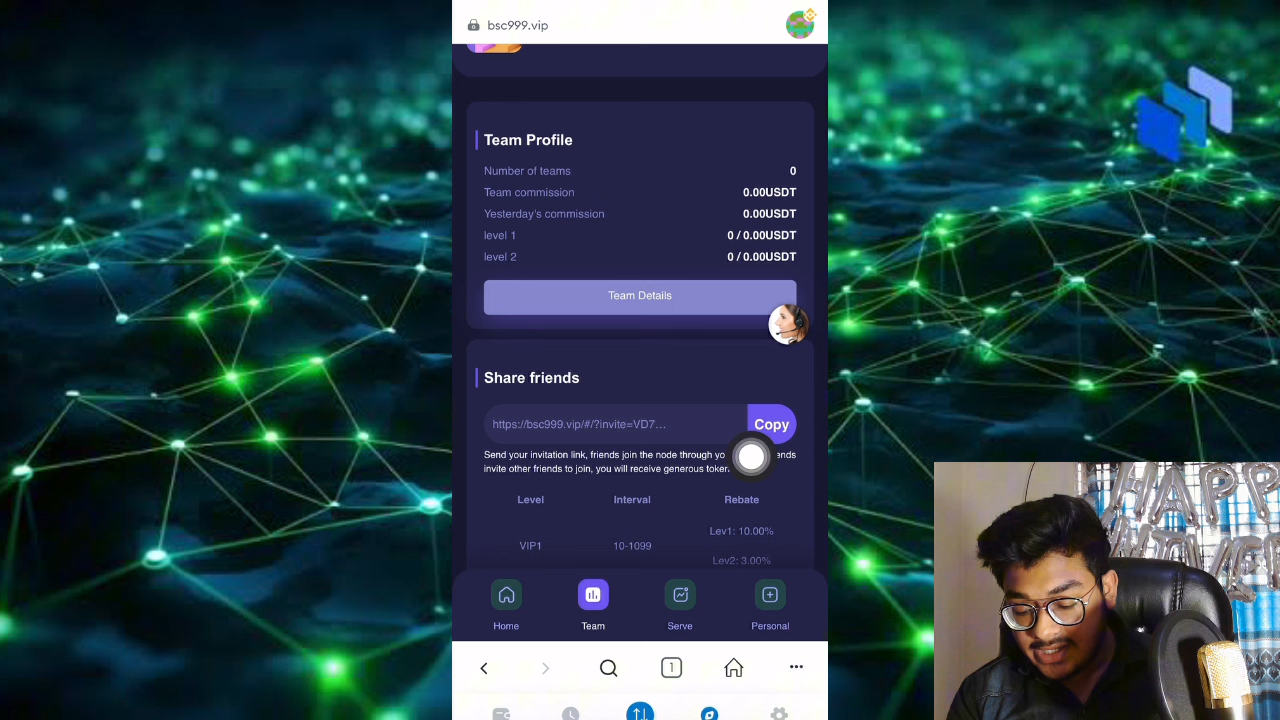 bsc999.vip
Team Profile
Number of teams 0
Team commission 0.00USDT
Yesterday's commission 0.00USDT
level 1 0 / 0.00USDT
level 2 0 / 0.00USDT
Team Details
Share friends
https://bsc999.vip/#/?invite=VD7... Copy
Send your invitation link, friends join the node through yo
invite other friends to join, you will receive generous token
Level Interval Rebate
Lev1: 10.00%
VIP1 10-1099
Lev2: 3.00%
Home Team Serve Personal
1
HAPP